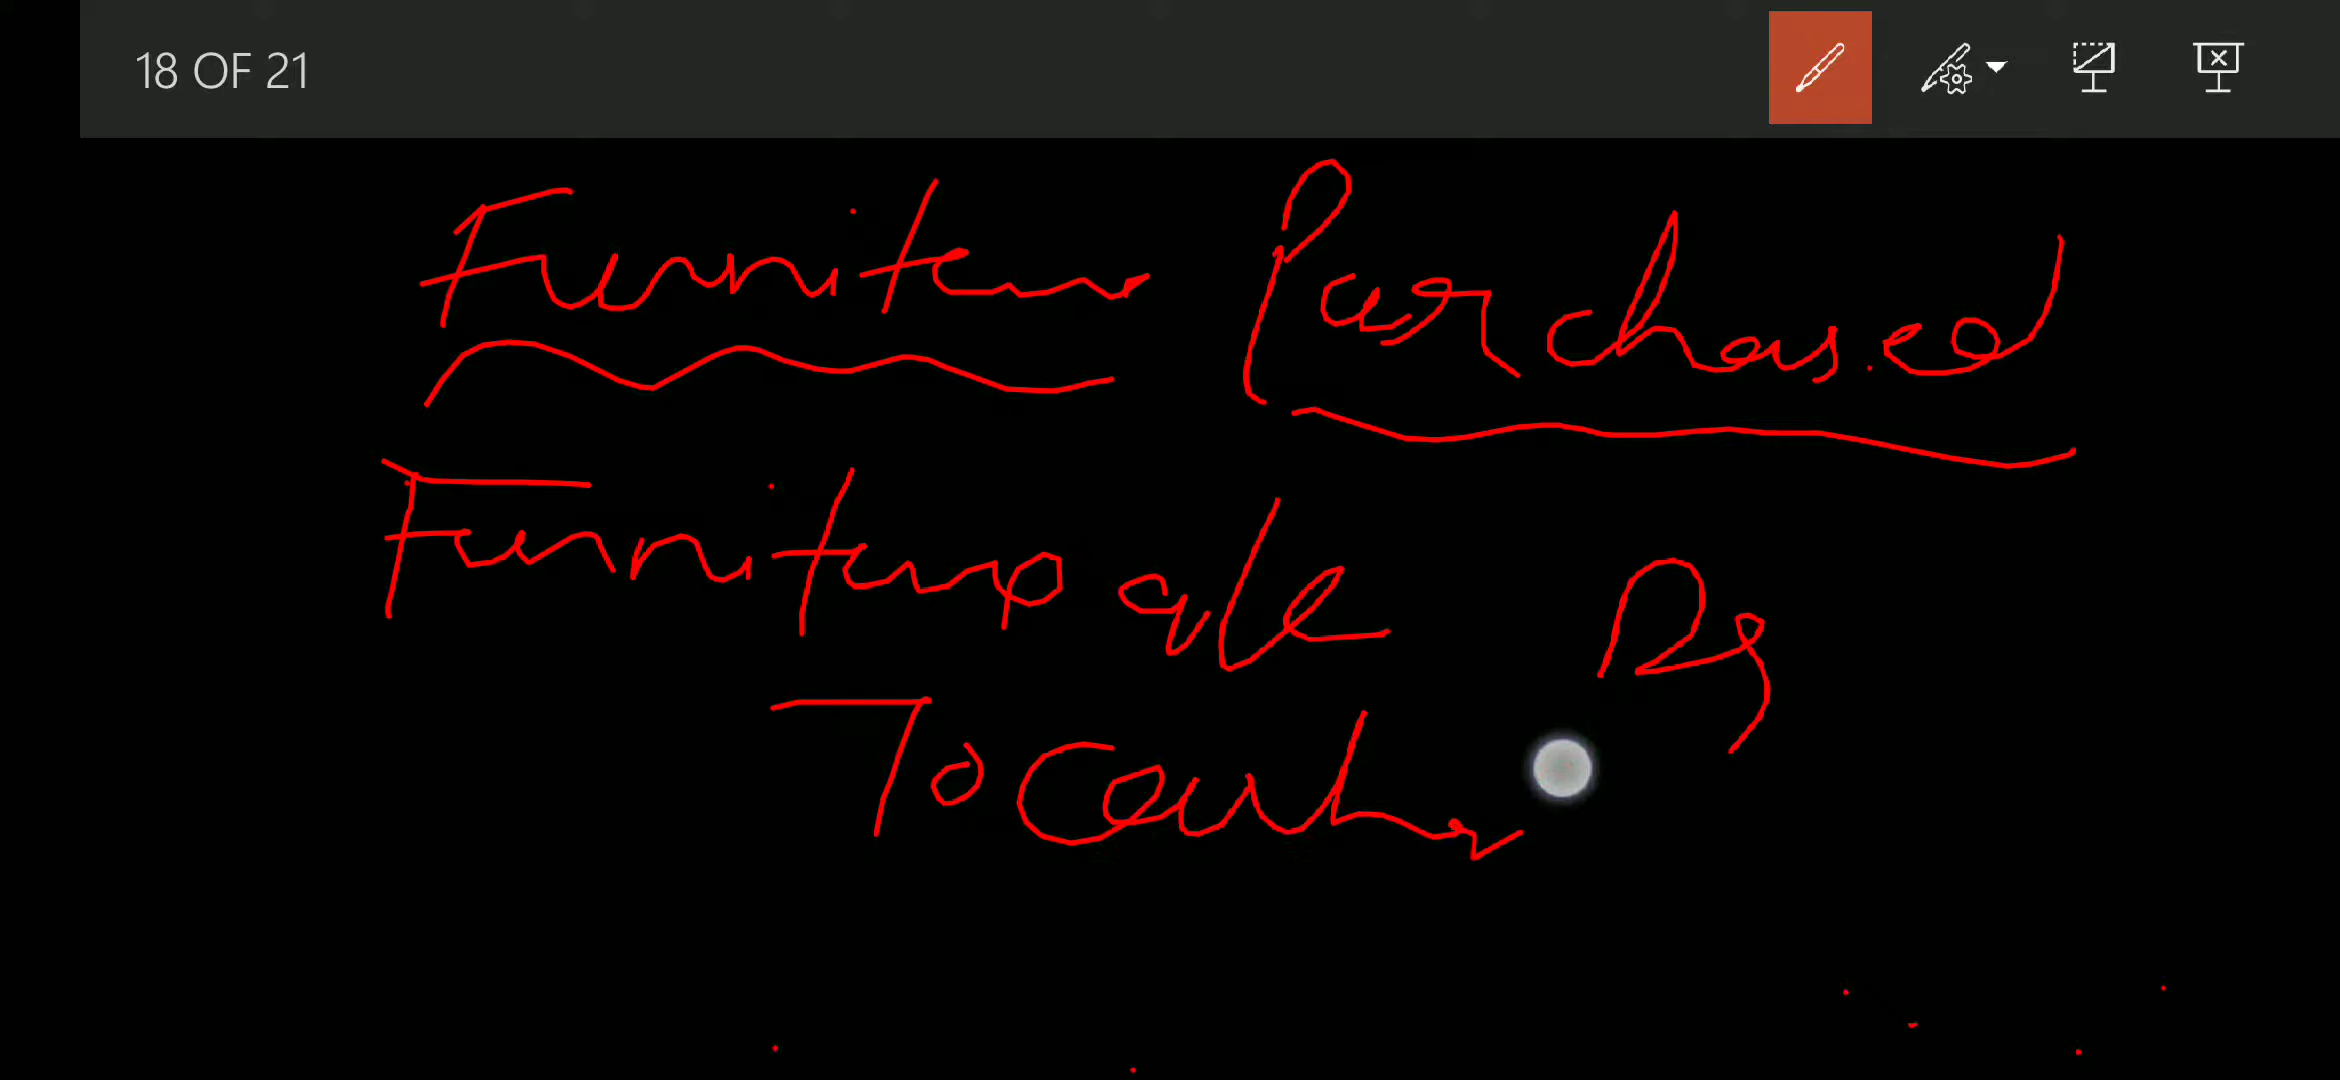 18 OF 21
Furniture Purchased
Furniture a/c Dr
To Cash